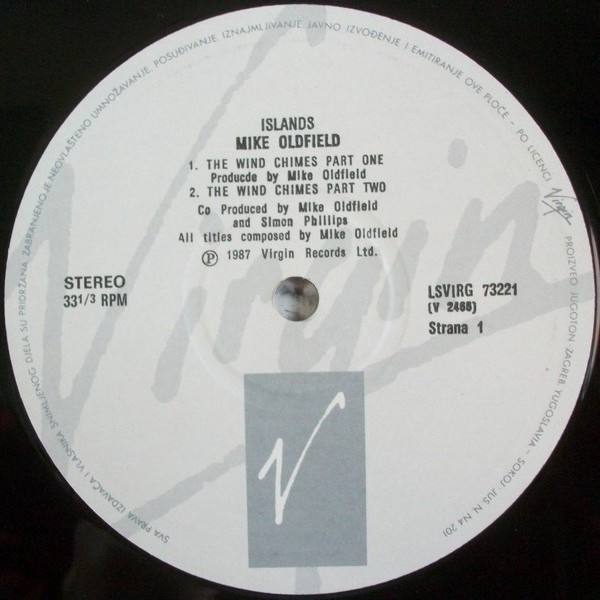 ISLANDS
MIKE OLDFIELD
1. THE WIND CHIMES PART ONE
Producde by Mike Oldfield
2. THE WIND CHIMES PART TWO
Co Produced by Mike Oldfield
and Simon Phillips
All titles composed by Mike Oldfield
Ⓟ 1987 Virgin Records Ltd.
STEREO
33 1/3 RPM
LSVIRG 73221
(V 2466)
Strana 1
Virgin
V
SVA PRAVA IZDAVAČA I VLASNIKA SNIMLJENOG DJELA SU PRIDRŽANA. ZABRANJENO JE NEOVLAŠTENO UMNOŽAVANJE, POSUĐIVANJE, IZNAJMLJIVANJE, JAVNO IZVOĐENJE I EMITIRANJE OVE PLOČE - PO LICENCI Virgin PROIZVEO JUGOTON ZAGREB, YUGOSLAVIA - SOKOJ · JUS N N4 201